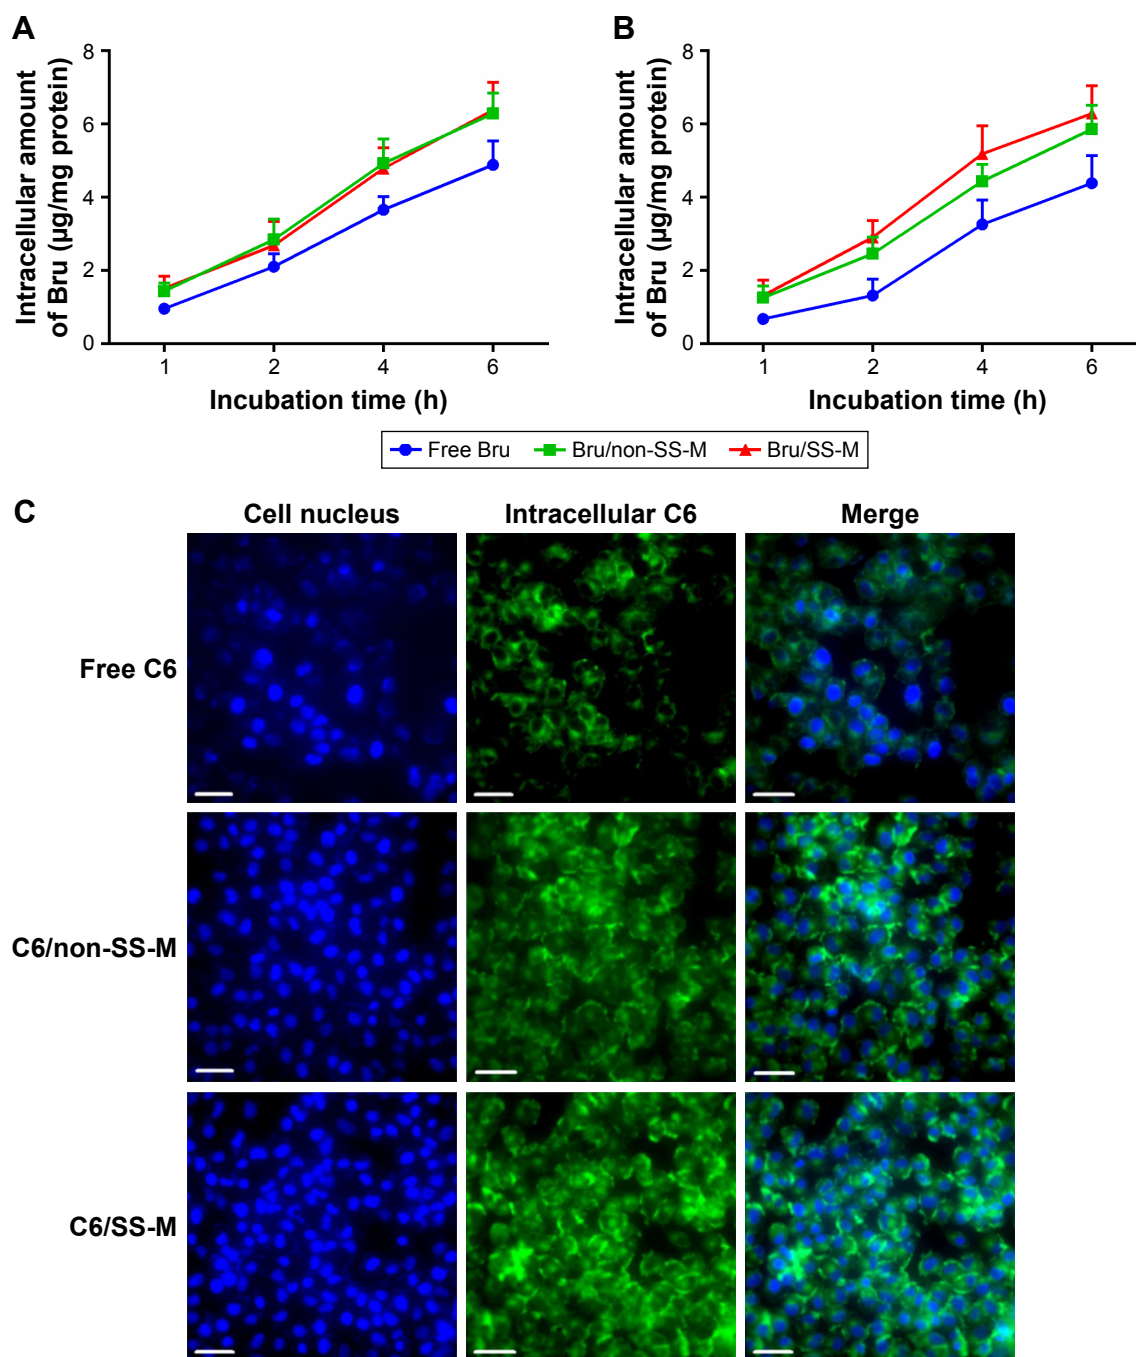 A
B
Intracellular amount
of Bru (µg/mg protein)
8
6
4
2
0
1 2 4 6
Incubation time (h)
Intracellular amount
of Bru (µg/mg protein)
8
6
4
2
0
1 2 4 6
Incubation time (h)
Free Bru Bru/non-SS-M Bru/SS-M
C
Cell nucleus Intracellular C6 Merge
Free C6
C6/non-SS-M
C6/SS-M